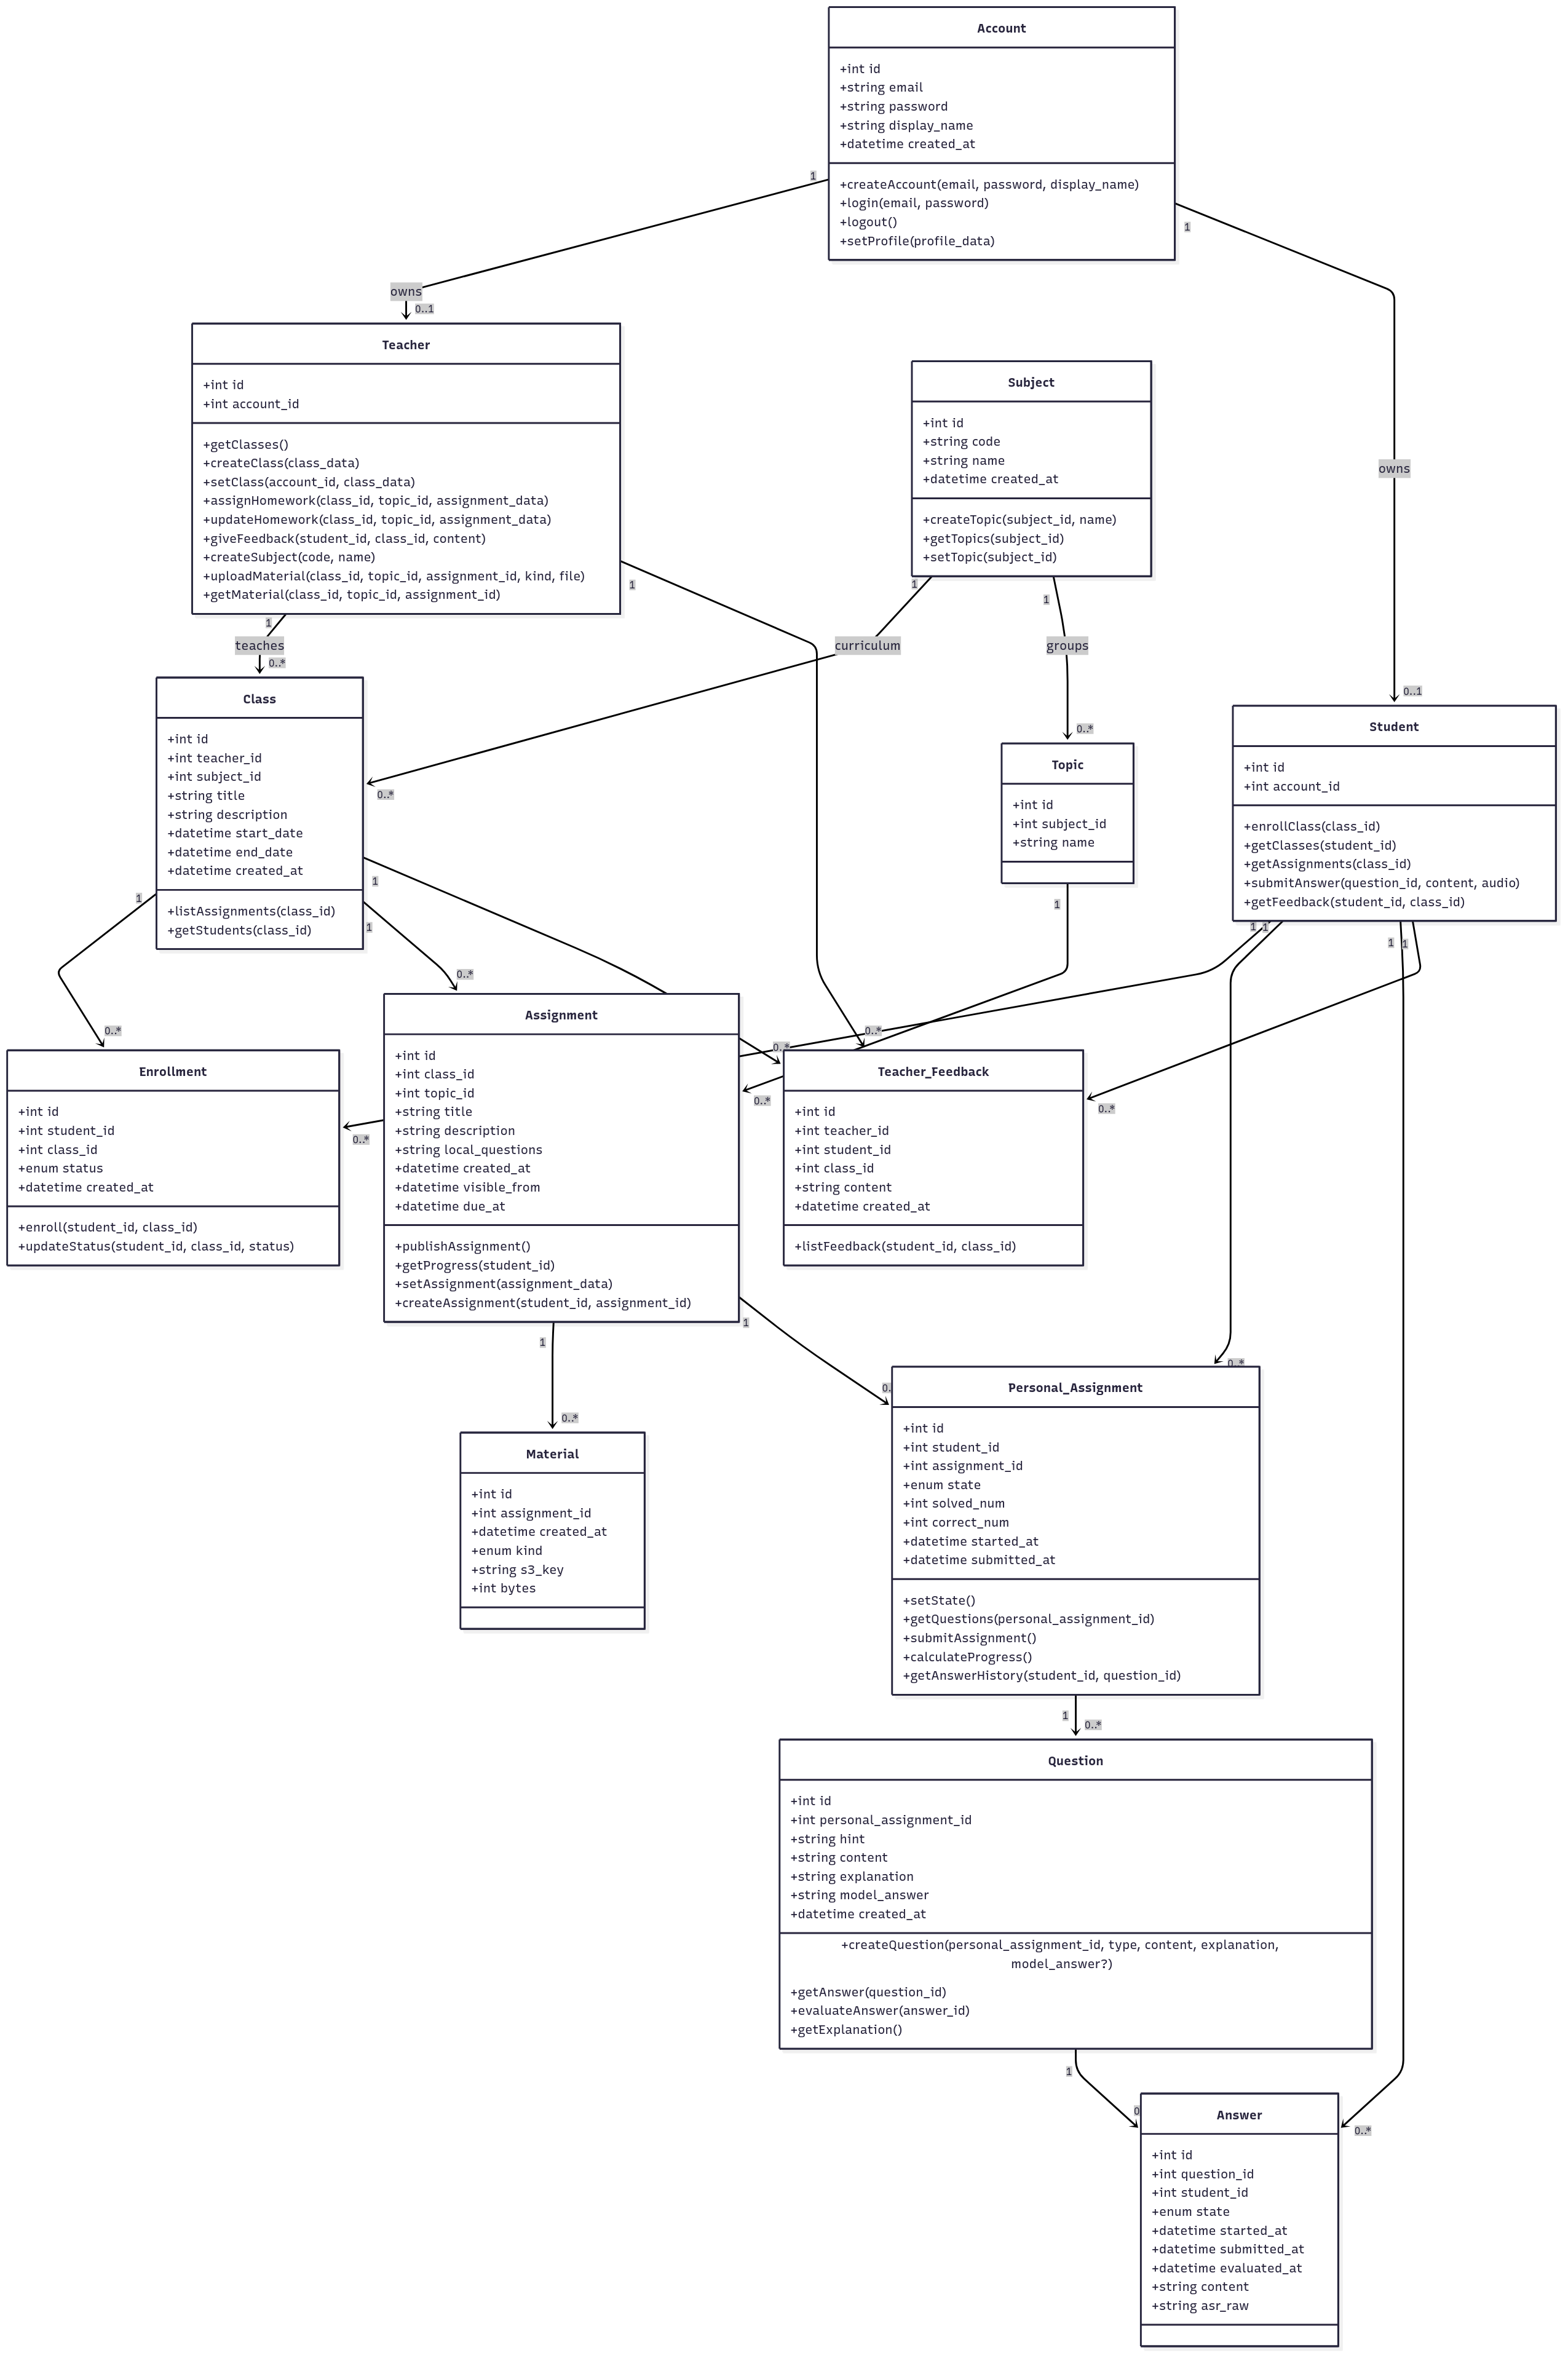 Account
+int id
+string email
+string password
+string display_name
+datetime created_at
+createAccount(email, password, display_name)
+login(email, password)
+logout()
+setProfile(profile_data)
1
1
owns
0..1
Teacher
+int id
+int account_id
+getClasses()
+createClass(class_data)
+setClass(account_id, class_data)
+assignHomework(class_id, topic_id, assignment_data)
+updateHomework(class_id, topic_id, assignment_data)
+giveFeedback(student_id, class_id, content)
+createSubject(code, name)
+uploadMaterial(class_id, topic_id, assignment_id, kind, file)
+getMaterial(class_id, topic_id, assignment_id)
1
1
teaches
0..*
Subject
+int id
+string code
+string name
+datetime created_at
+createTopic(subject_id, name)
+getTopics(subject_id)
+setTopic(subject_id)
1
1
curriculum
groups
0..*
0..*
owns
0..1
Class
+int id
+int teacher_id
+int subject_id
+string title
+string description
+datetime start_date
+datetime end_date
+datetime created_at
+listAssignments(class_id)
+getStudents(class_id)
1
1
1
Topic
+int id
+int subject_id
+string name
1
Student
+int id
+int account_id
+enrollClass(class_id)
+getClasses(student_id)
+getAssignments(class_id)
+submitAnswer(question_id, content, audio)
+getFeedback(student_id, class_id)
1
1
1
1
0..*
0..*
0..*
0..*
0..*
0..*
0..*
Enrollment
+int id
+int student_id
+int class_id
+enum status
+datetime created_at
+enroll(student_id, class_id)
+updateStatus(student_id, class_id, status)
Assignment
+int id
+int class_id
+int topic_id
+string title
+string description
+string local_questions
+datetime created_at
+datetime visible_from
+datetime due_at
+publishAssignment()
+getProgress(student_id)
+setAssignment(assignment_data)
+createAssignment(student_id, assignment_id)
1
1
Teacher_Feedback
+int id
+int teacher_id
+int student_id
+int class_id
+string content
+datetime created_at
+listFeedback(student_id, class_id)
0..*
0..*
0.
Material
+int id
+int assignment_id
+datetime created_at
+enum kind
+string s3_key
+int bytes
Personal_Assignment
+int id
+int student_id
+int assignment_id
+enum state
+int solved_num
+int correct_num
+datetime started_at
+datetime submitted_at
+setState()
+getQuestions(personal_assignment_id)
+submitAssignment()
+calculateProgress()
+getAnswerHistory(student_id, question_id)
1
0..*
Question
+int id
+int personal_assignment_id
+string hint
+string content
+string explanation
+string model_answer
+datetime created_at
+createQuestion(personal_assignment_id, type, content, explanation,
model_answer?)
+getAnswer(question_id)
+evaluateAnswer(answer_id)
+getExplanation()
1
0
0..*
Answer
+int id
+int question_id
+int student_id
+enum state
+datetime started_at
+datetime submitted_at
+datetime evaluated_at
+string content
+string asr_raw